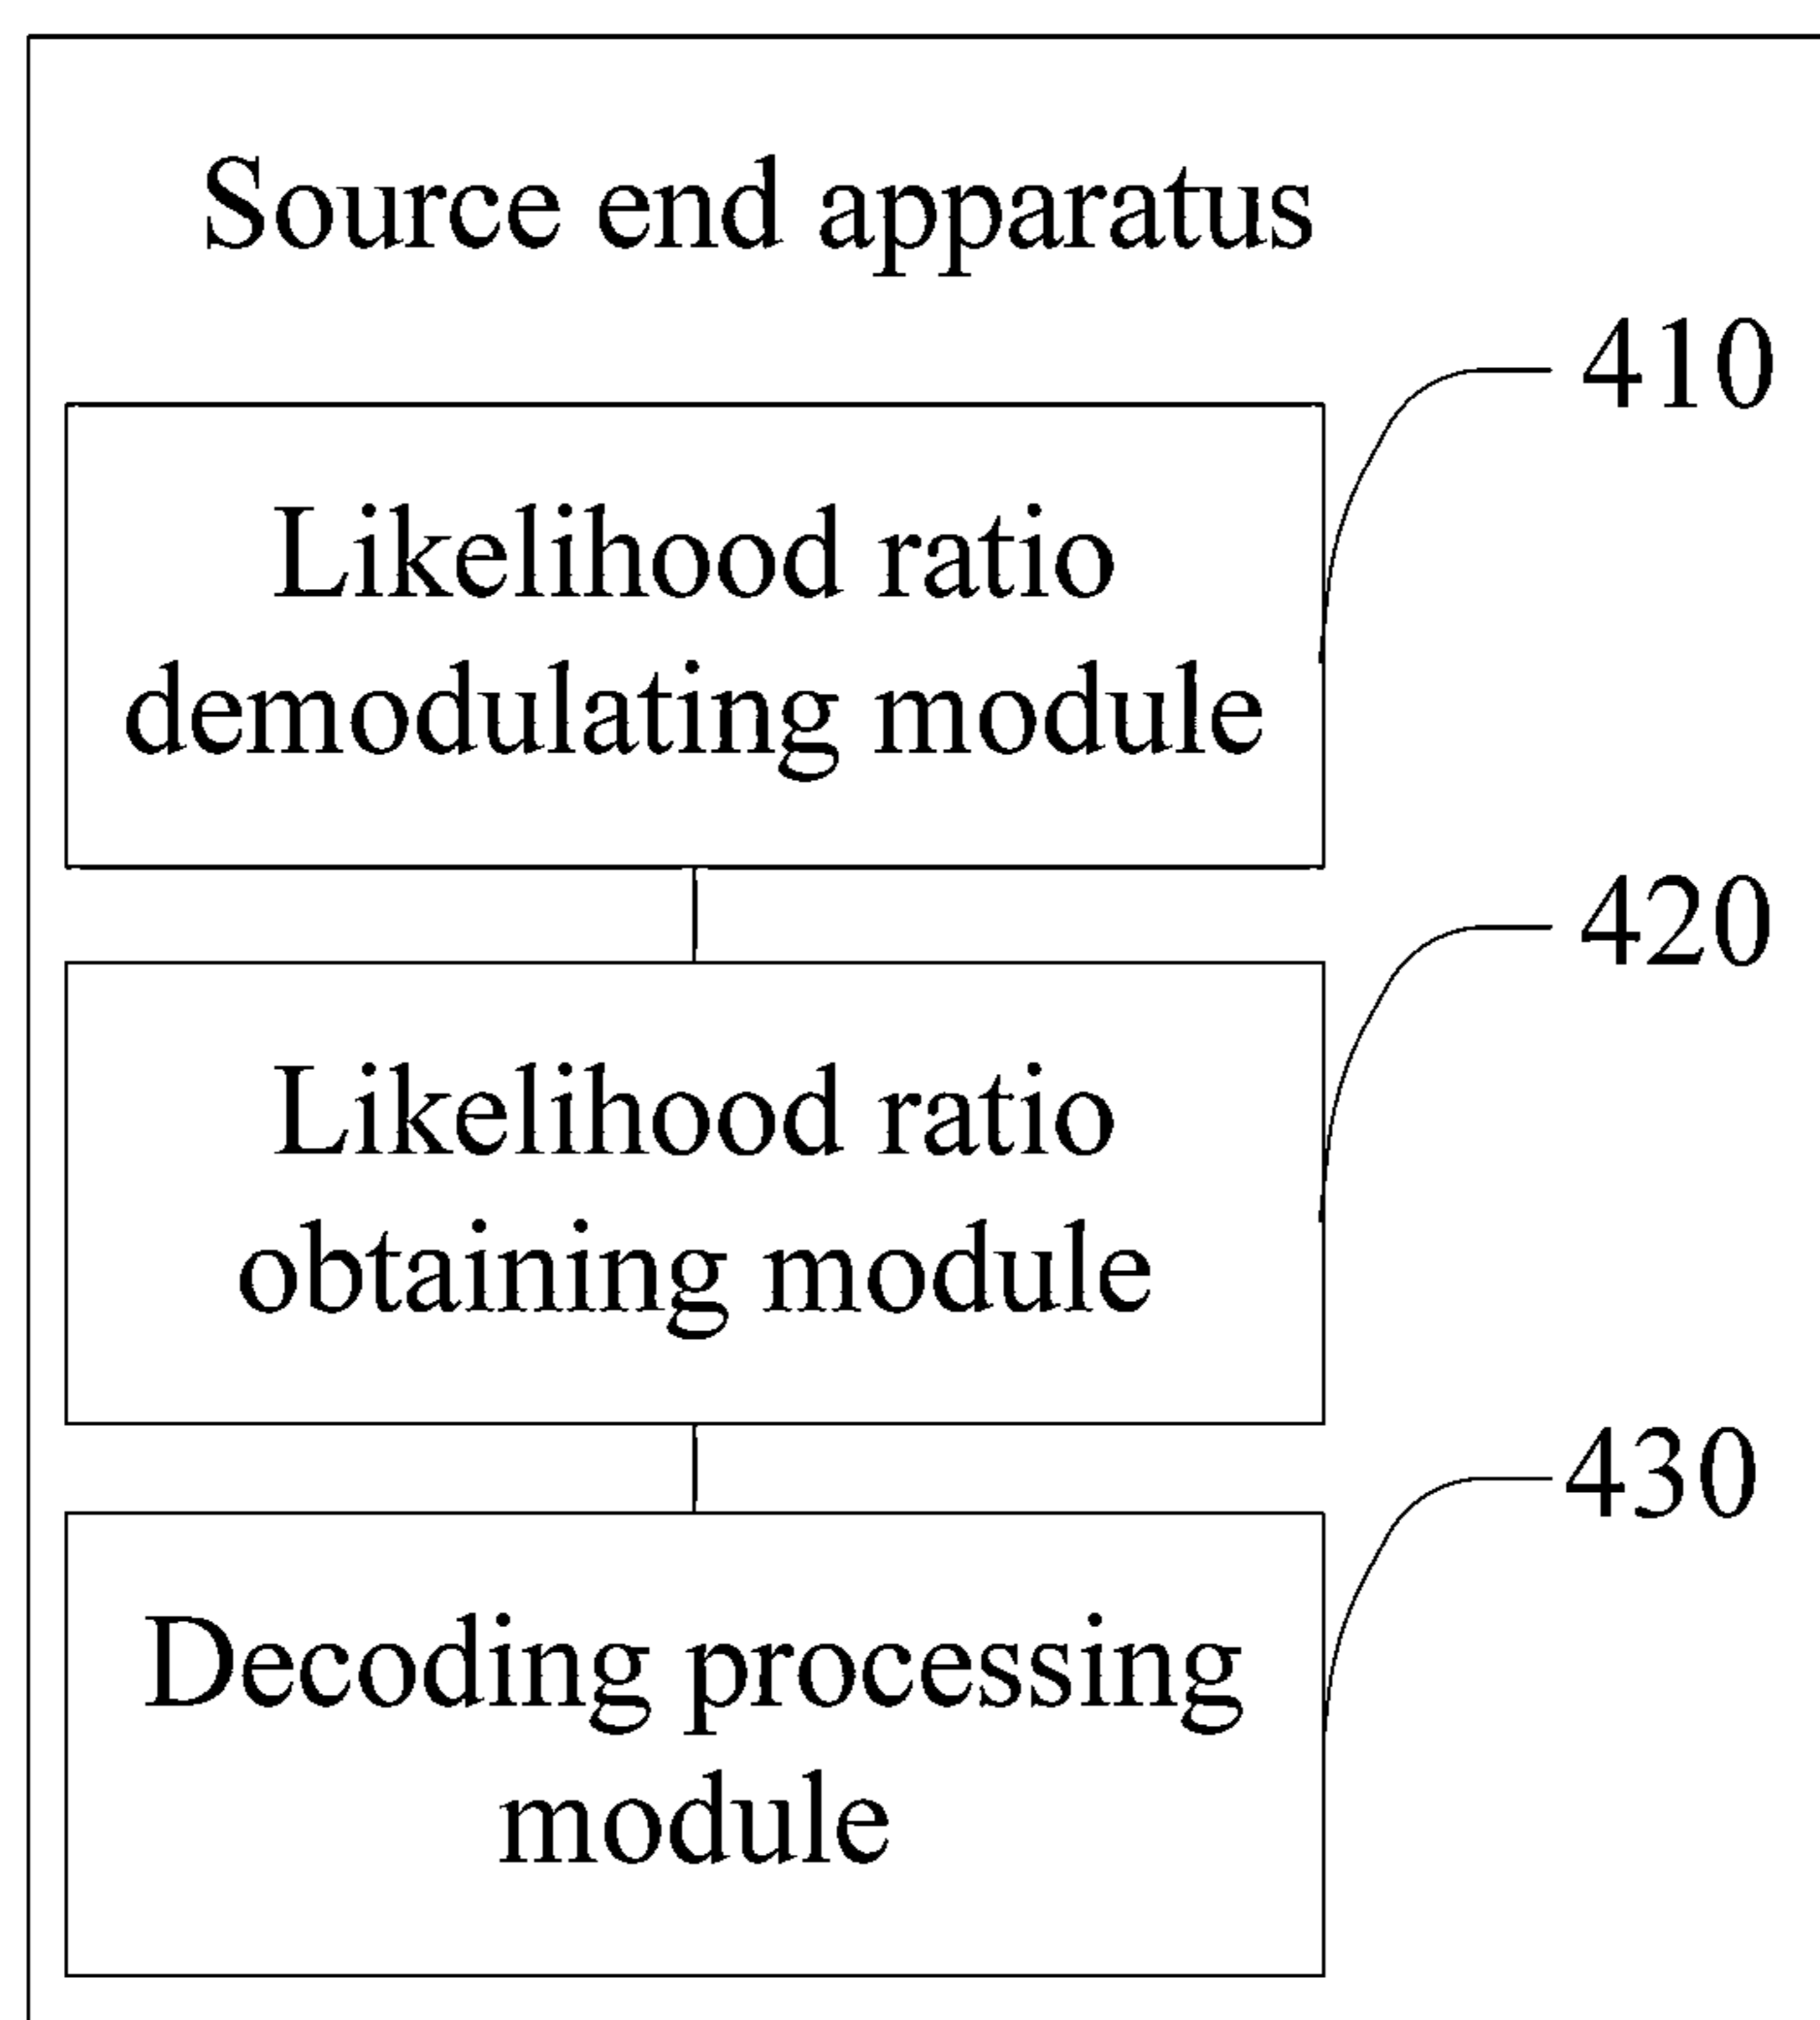 Source end apparatus
410
Likelihood ratio
demodulating module
420
Likelihood ratio
obtaining module
430
Decoding processing
module